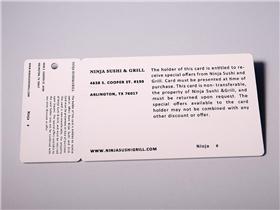 NINJA SUSHI & GRILL
4638 S. COOPER ST. #190
ARLINGTON, TX 76017
The holder of this card is entitled to re-
ceive special offers from Ninja Sushi and
Grill. Card must be presented at time of
purchase. This card is non-transferable,
the property of Ninja Sushi &Grill, and
must be returned upon request. The
special offers available to the card
holder may not be combined with any
other discount or offer.
WWW.NINJASUSHIGRILL.COM
Ninja #